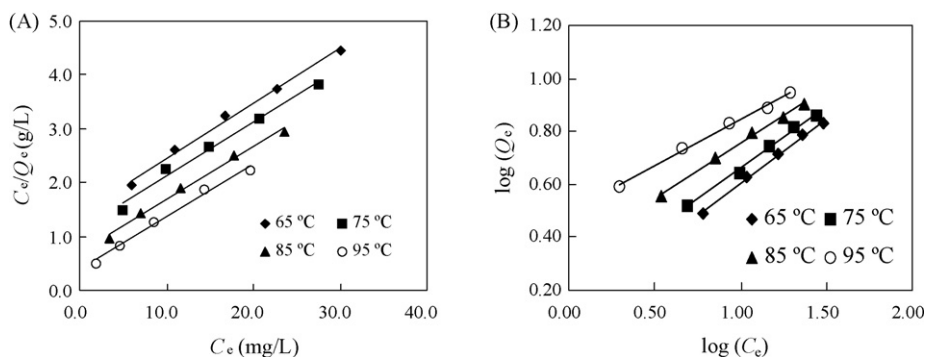 (A)
5.0
4.0
3.0
2.0
1.0
0.0
Cₑ/Qₑ (g/L)
◆ 65 ºC ■ 75 ºC
▲ 85 ºC ○ 95 ºC
0.0 10.0 20.0 30.0 40.0
Cₑ (mg/L)
(B)
1.20
1.00
0.80
0.60
0.40
0.20
log (Qₑ)
◆ 65 ºC ■ 75 ºC
▲ 85 ºC ○ 95 ºC
0.00 0.50 1.00 1.50 2.00
log (Cₑ)